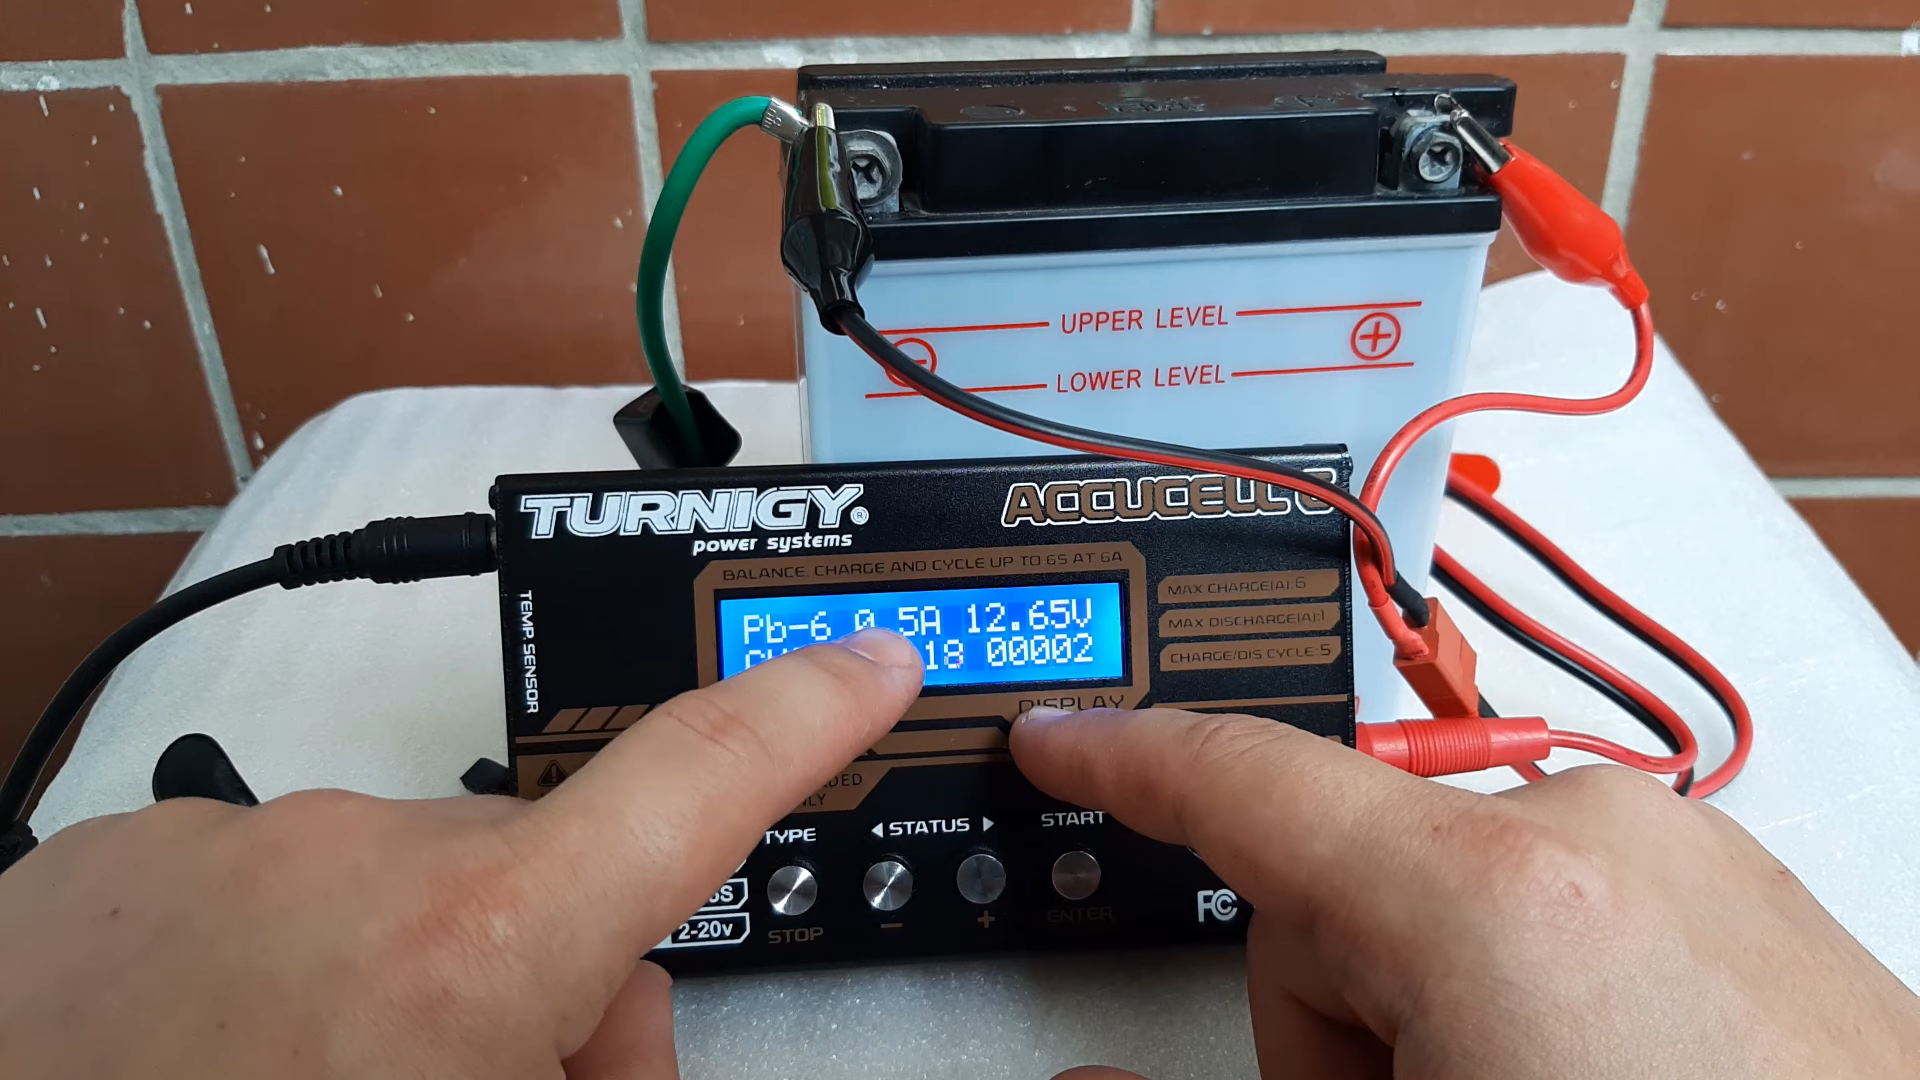 UPPER LEVEL
LOWER LEVEL
TURNIGY®
power systems
ACCUCELL 6
BALANCE, CHARGE AND CYCLE UP TO 6S AT 6A
TEMP. SENSOR
MAX CHARGE(A):6
MAX DISCHARGE(A):1
CHARGE/DIS CYCLE:5
Pb-6 0.5A 12.65V
18 00002
DISPLAY
TYPE
◀ STATUS ▶
START
STOP
−
+
ENTER
2-20v
FC